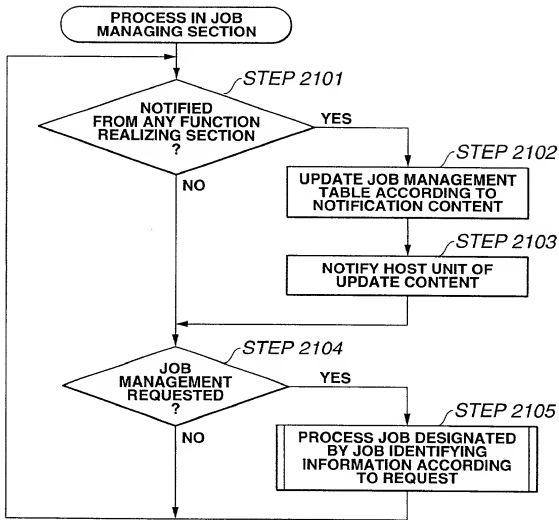 PROCESS IN JOB
MANAGING SECTION
STEP 2101
NOTIFIED
FROM ANY FUNCTION
REALIZING SECTION
?
YES
NO
STEP 2102
UPDATE JOB MANAGEMENT
TABLE ACCORDING TO
NOTIFICATION CONTENT
STEP 2103
NOTIFY HOST UNIT OF
UPDATE CONTENT
STEP 2104
JOB
MANAGEMENT
REQUESTED
?
YES
NO
STEP 2105
PROCESS JOB DESIGNATED
BY JOB IDENTIFYING
INFORMATION ACCORDING
TO REQUEST